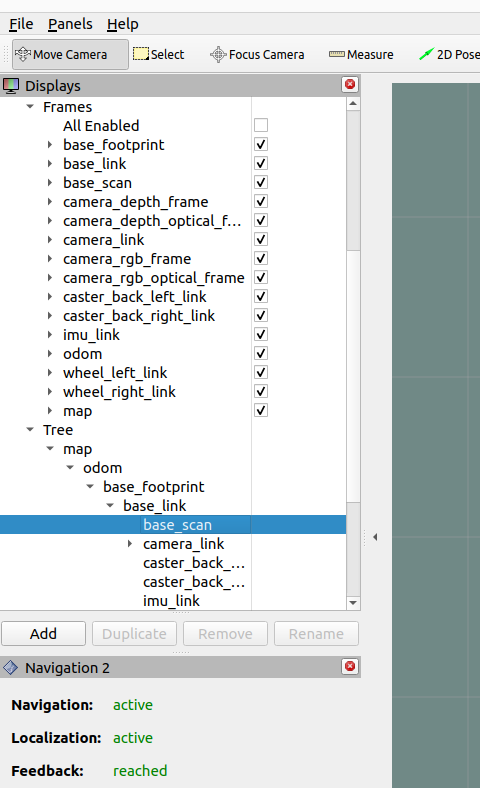 File Panels Help
Move Camera Select Focus Camera Measure 2D Pose
Displays
Frames
All Enabled
base_footprint
base_link
base_scan
camera_depth_frame
camera_depth_optical_f...
camera_link
camera_rgb_frame
camera_rgb_optical_frame
caster_back_left_link
caster_back_right_link
imu_link
odom
wheel_left_link
wheel_right_link
map
Tree
map
odom
base_footprint
base_link
base_scan
camera_link
caster_back_...
caster_back_...
imu_link
Add Duplicate Remove Rename
Navigation 2
Navigation: active
Localization: active
Feedback: reached